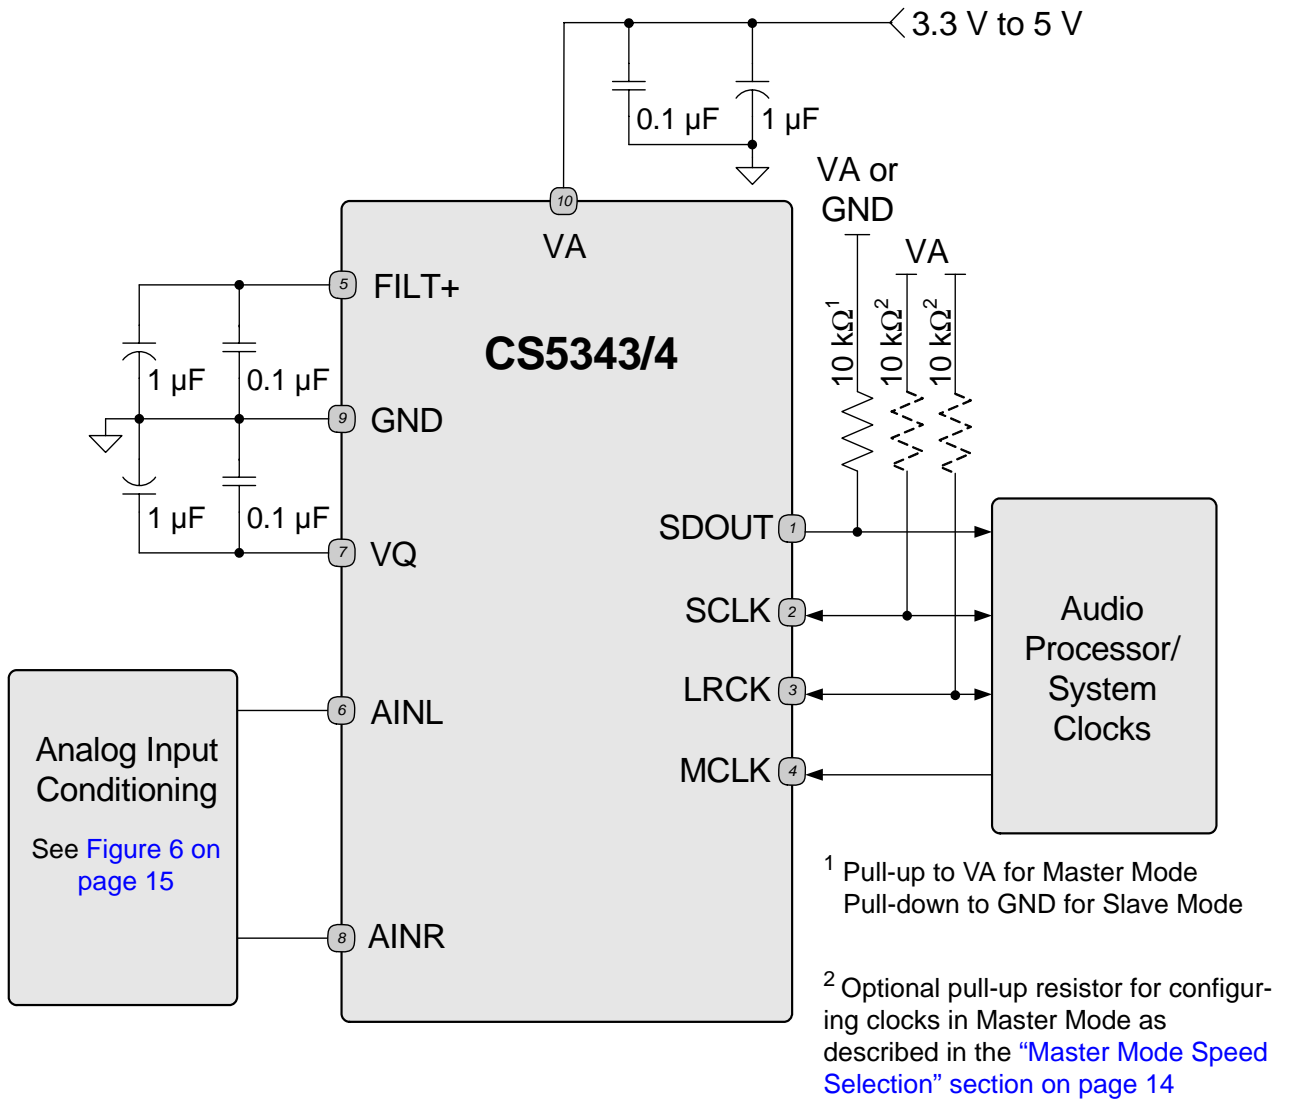 3.3 V to 5 V
0.1 µF
1 µF
VA or
GND
VA
10 kΩ¹
10 kΩ²
10 kΩ²
10
VA
CS5343/4
5
FILT+
1 µF
0.1 µF
9
GND
1 µF
0.1 µF
7
VQ
SDOUT
1
SCLK
2
LRCK
3
MCLK
4
6
AINL
8
AINR
Analog Input
Conditioning
See Figure 6 on
page 15
Audio
Processor/
System
Clocks
¹ Pull-up to VA for Master Mode
Pull-down to GND for Slave Mode
² Optional pull-up resistor for configur-
ing clocks in Master Mode as
described in the “Master Mode Speed
Selection” section on page 14